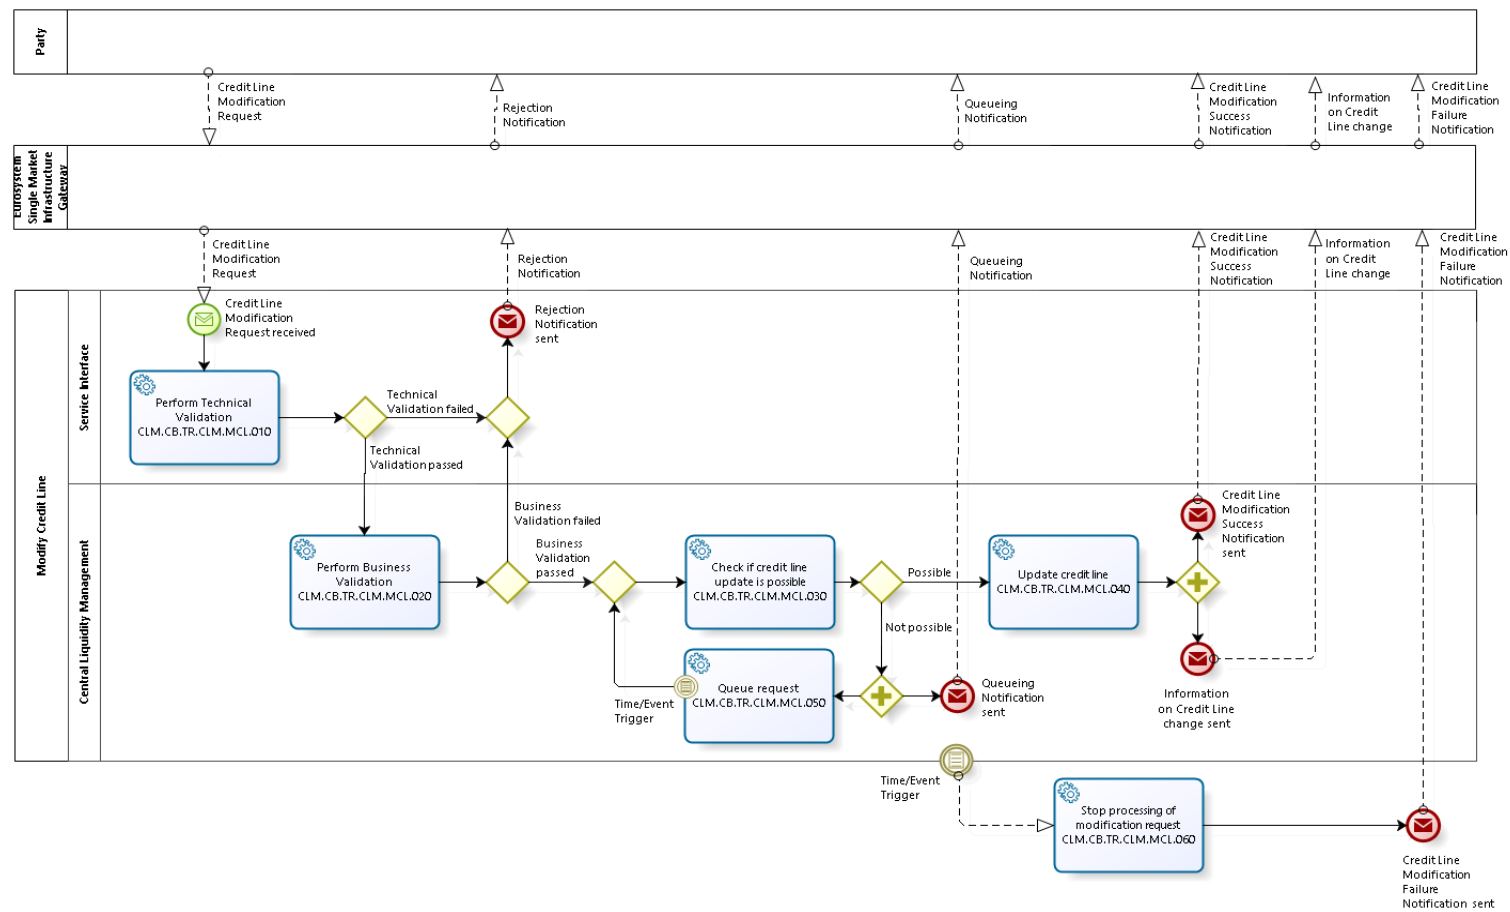 Party
Credit Line
Modification
Request
Rejection
Notification
Queueing
Notification
Credit Line
Modification
Success
Notification
Information
on Credit
Line change
Credit Line
Modification
Failure
Notification
Eurosystem
Single Market
Infrastructure
Gateway
Credit Line
Modification
Request
Rejection
Notification
Queueing
Notification
Credit Line
Modification
Success
Notification
Information
on Credit
Line change
Credit Line
Modification
Failure
Notification
Modify Credit Line
Service Interface
Credit Line
Modification
Request received
Rejection
Notification
sent
Perform Technical
Validation
CLM.CB.TR.CLM.MCL.010
Technical
Validation failed
Technical
Validation passed
Central Liquidity Management
Business
Validation failed
Business
Validation
passed
Perform Business
Validation
CLM.CB.TR.CLM.MCL.020
Check if credit line
update is possible
CLM.CB.TR.CLM.MCL.030
Possible
Not possible
Update credit line
CLM.CB.TR.CLM.MCL.040
Credit Line
Modification
Success
Notification
sent
Queue request
CLM.CB.TR.CLM.MCL.050
Time/Event
Trigger
Queueing
Notification
sent
Information
on Credit Line
change sent
Time/Event
Trigger
Stop processing of
modification request
CLM.CB.TR.CLM.MCL.060
Credit Line
Modification
Failure
Notification sent